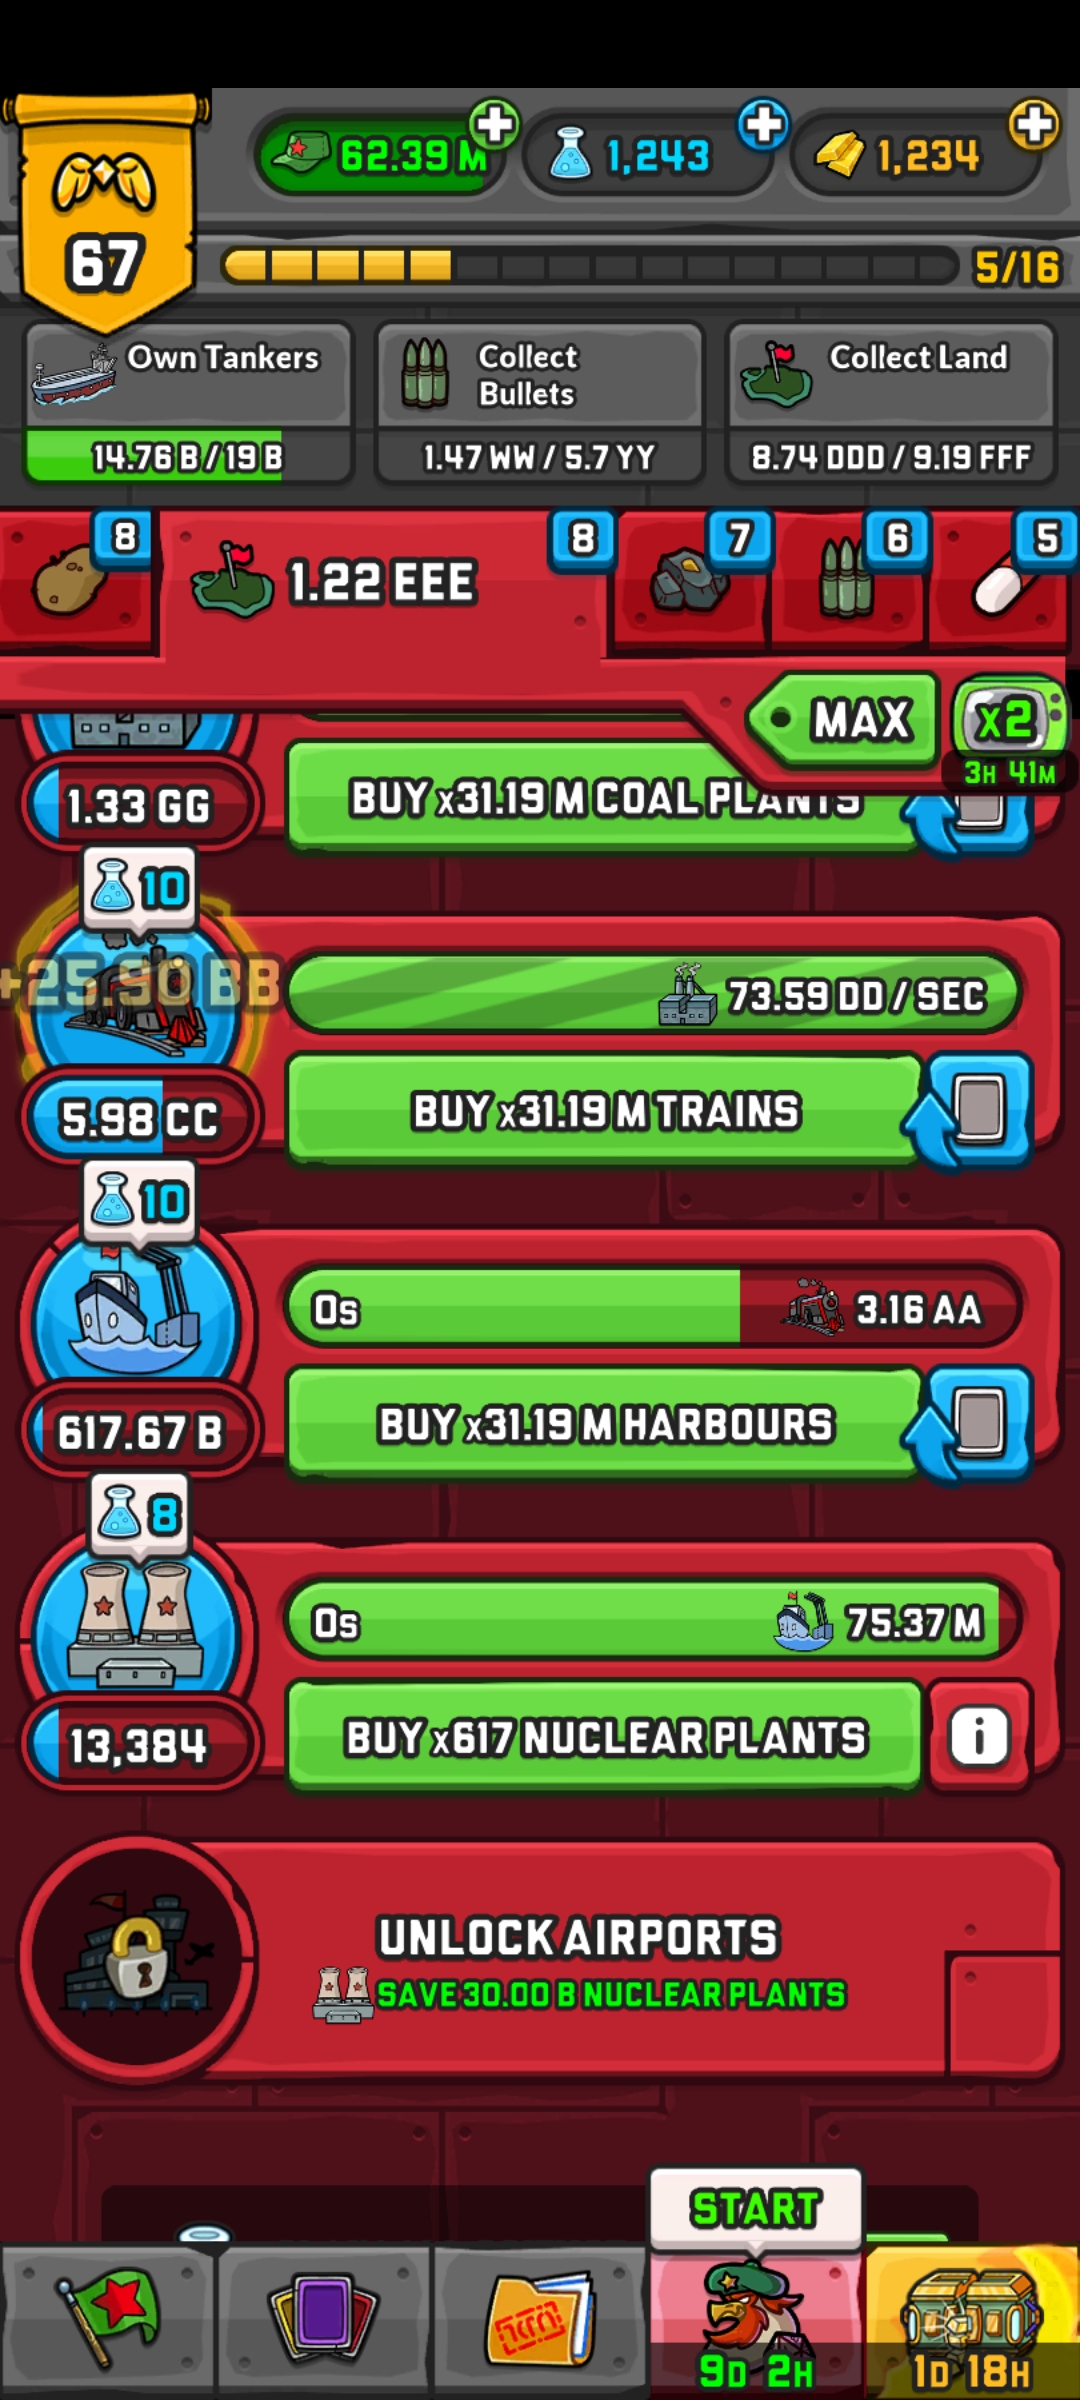 67
62.39 M
1,243
1,234
5/16
Own Tankers
14.76 B / 19 B
Collect
Bullets
1.47 WW / 5.7 YY
Collect Land
8.74 DDD / 9.19 FFF
8
1.22 EEE
8
7
6
5
MAX
x2
3H 41M
1.33 GG
BUY x31.19 M COAL PLANTS
10
+25.90 BB
73.59 DD / SEC
5.98 CC
BUY x31.19 M TRAINS
10
0s
3.16 AA
617.67 B
BUY x31.19 M HARBOURS
8
0s
75.37 M
13,384
BUY x617 NUCLEAR PLANTS
i
UNLOCK AIRPORTS
SAVE 30.00 B NUCLEAR PLANTS
START
9D 2H
1D 18H